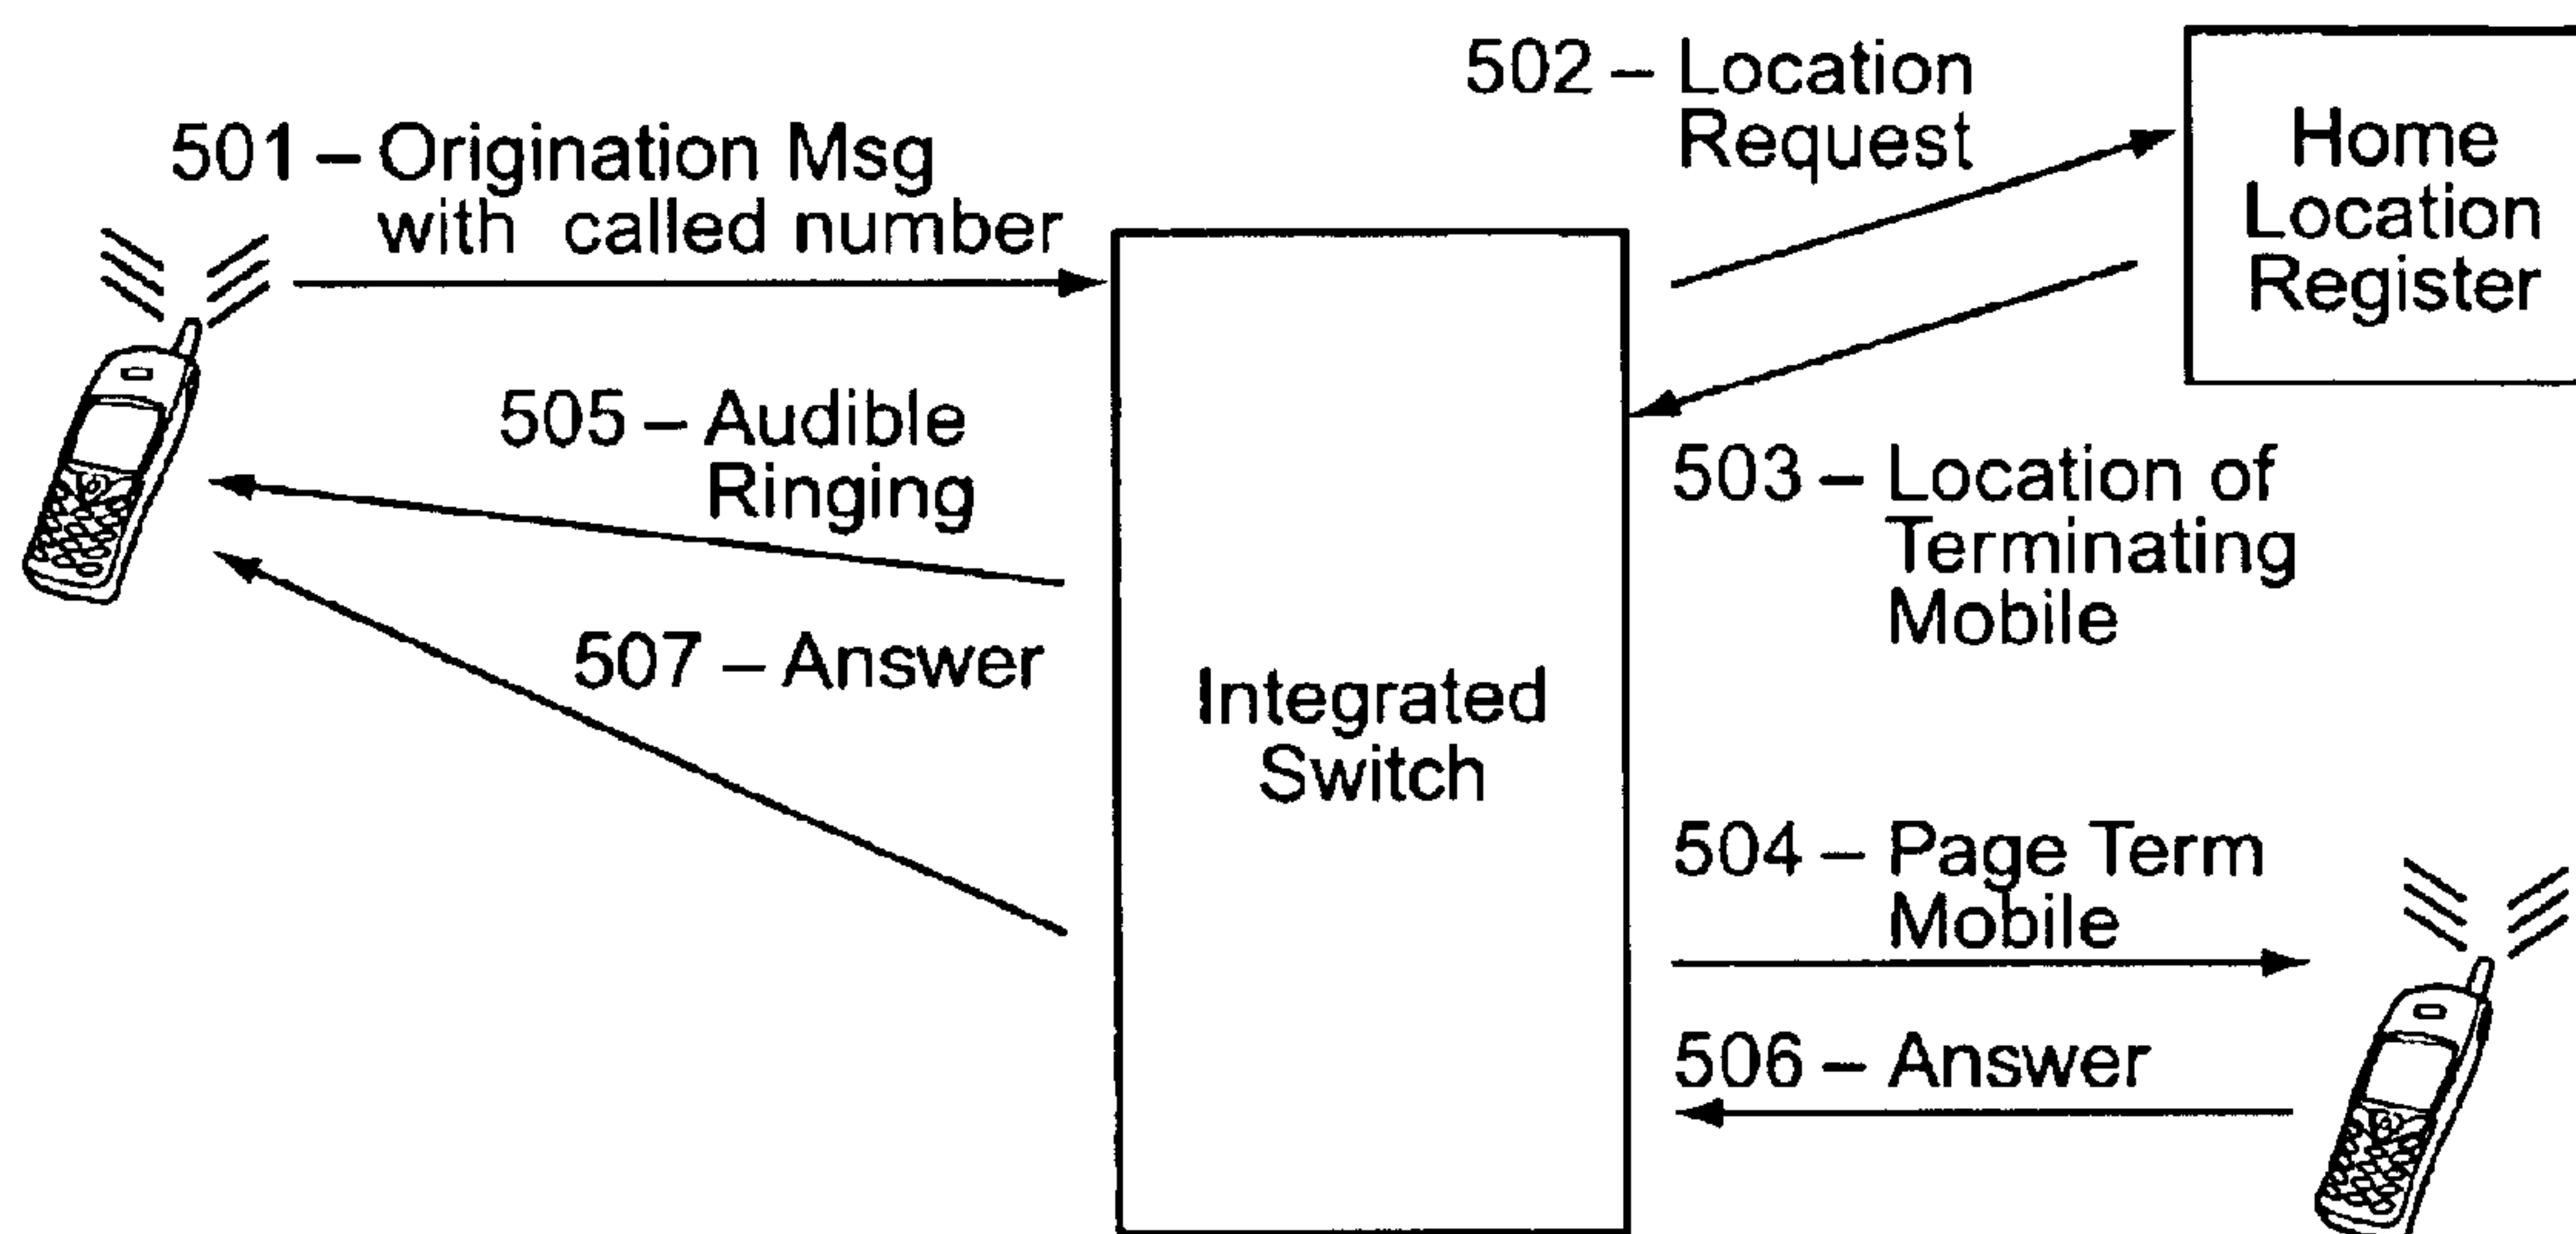 502 – Location
Request
Home
Location
Register
501 – Origination Msg
with called number
505 – Audible
Ringing
503 – Location of
Terminating
Mobile
507 – Answer
Integrated
Switch
504 – Page Term
Mobile
506 – Answer